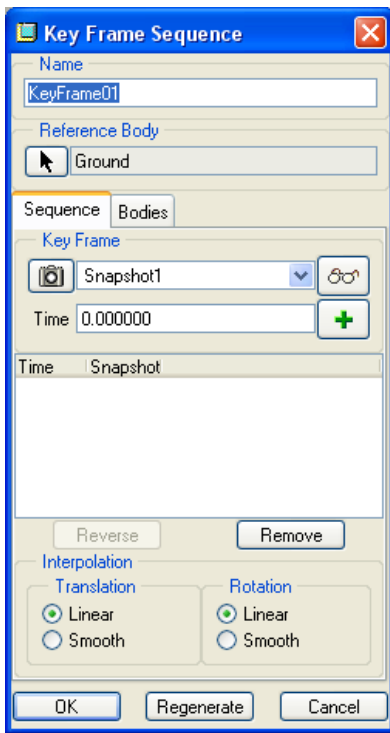 Key Frame Sequence
Name
KeyFrame01
Reference Body
Ground
Sequence Bodies
Key Frame
Snapshot1
Time 0.000000
Time Snapshot
Reverse Remove
Interpolation
Translation Rotation
Linear Linear
Smooth Smooth
OK Regenerate Cancel